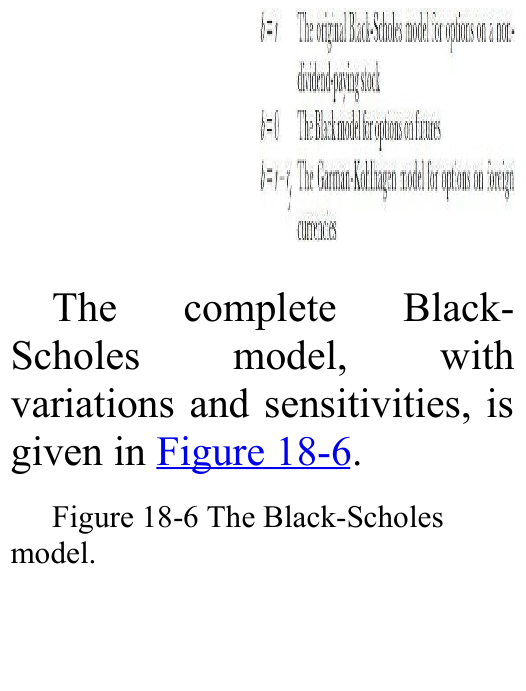 b = r The original Black-Scholes model for options on a non-
dividend-paying stock
b = 0 The Black model for options on futures
b = r – rf The Garman-Kohlhagen model for options on foreign
currencies
The complete Black-
Scholes model, with
variations and sensitivities, is
given in Figure 18-6.
Figure 18-6 The Black-Scholes
model.